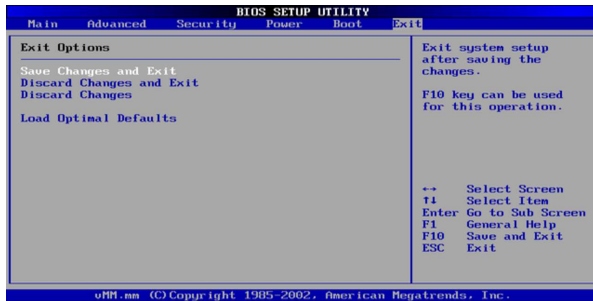 BIOS SETUP UTILITY
Main Advanced Security Power Boot Exit
Exit Options
Save Changes and Exit
Discard Changes and Exit
Discard Changes
Load Optimal Defaults
Exit system setup
after saving the
changes.
F10 key can be used
for this operation.
↔ Select Screen
↑↓ Select Item
Enter Go to Sub Screen
F1 General Help
F10 Save and Exit
ESC Exit
vMM.mm (C)Copyright 1985-2002, American Megatrends, Inc.